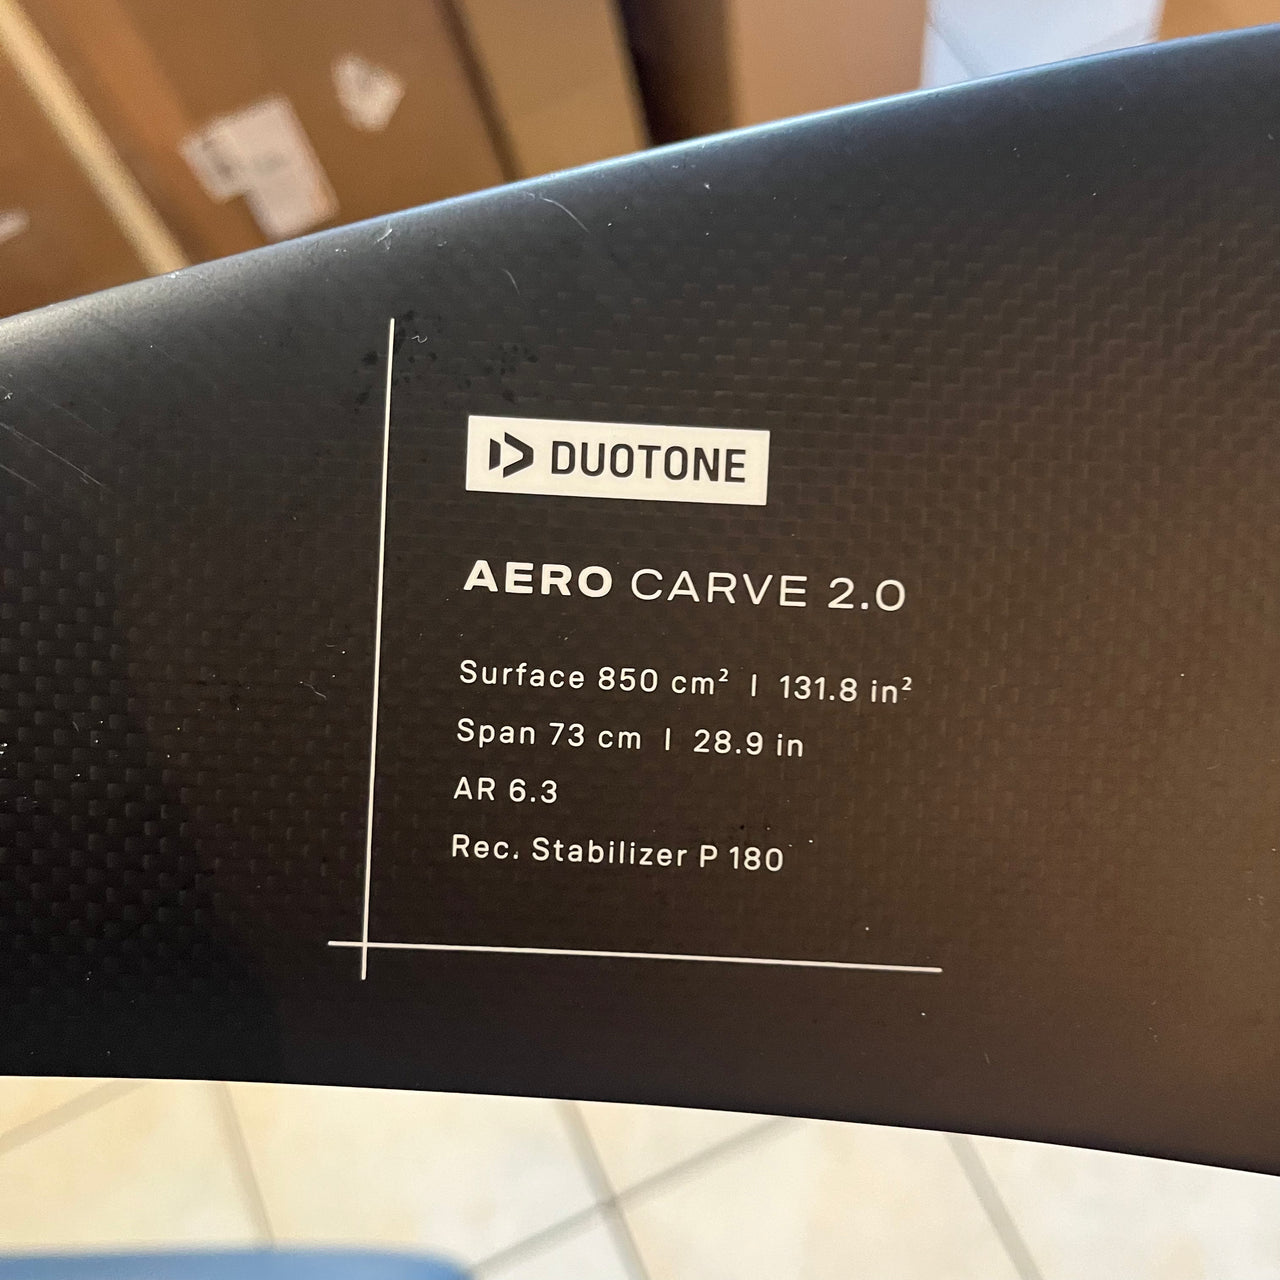 DUOTONE
AERO CARVE 2.0
Surface 850 cm² | 131.8 in²
Span 73 cm | 28.9 in
AR 6.3
Rec. Stabilizer P 180